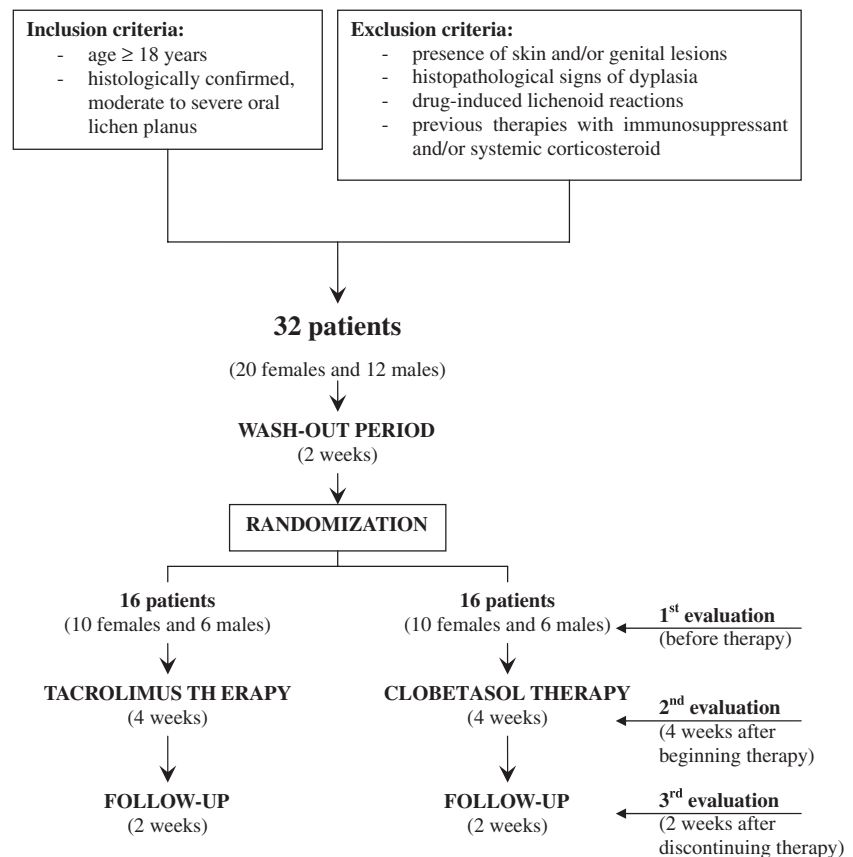 Inclusion criteria:
- age ≥ 18 years
- histologically confirmed,
moderate to severe oral
lichen planus
Exclusion criteria:
- presence of skin and/or genital lesions
- histopathological signs of dyplasia
- drug-induced lichenoid reactions
- previous therapies with immunosuppressant
and/or systemic corticosteroid
32 patients
(20 females and 12 males)
WASH-OUT PERIOD
(2 weeks)
RANDOMIZATION
16 patients
(10 females and 6 males)
TACROLIMUS TH ERAPY
(4 weeks)
FOLLOW-UP
(2 weeks)
16 patients
(10 females and 6 males)
CLOBETASOL THERAPY
(4 weeks)
FOLLOW-UP
(2 weeks)
1st evaluation
(before therapy)
2nd evaluation
(4 weeks after
beginning therapy)
3rd evaluation
(2 weeks after
discontinuing therapy)